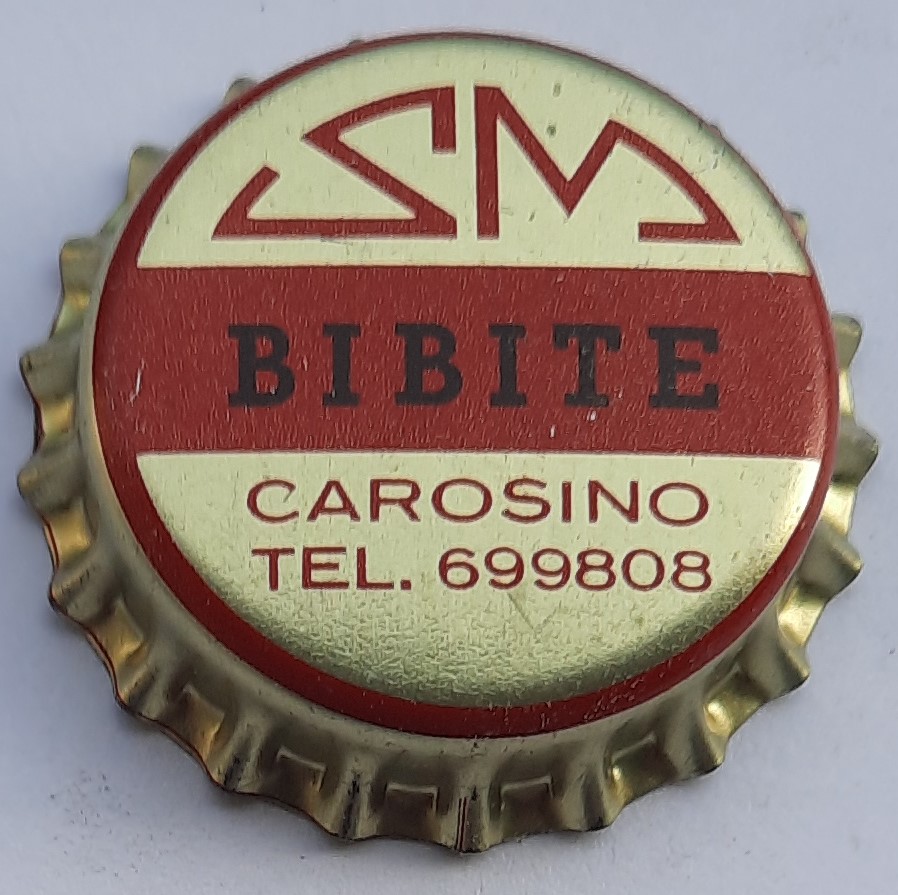 SM
BIBITE
CAROSINO
TEL. 699808